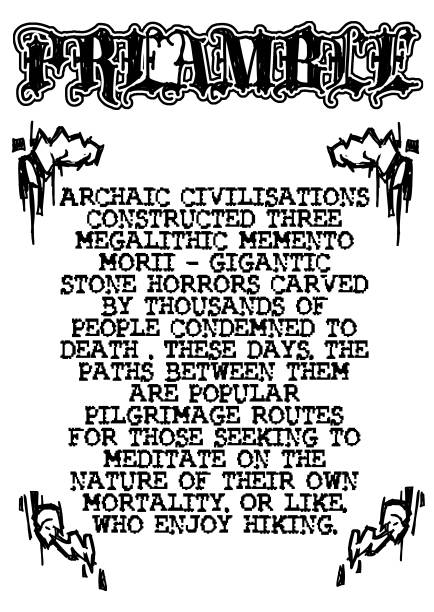 PREAMBLE
ARCHAIC CIVILISATIONS
CONSTRUCTED THREE
MEGALITHIC MEMENTO
MORII - GIGANTIC
STONE HORRORS CARVED
BY THOUSANDS OF
PEOPLE CONDEMNED TO
DEATH . THESE DAYS, THE
PATHS BETWEEN THEM
ARE POPULAR
PILGRIMAGE ROUTES
FOR THOSE SEEKING TO
MEDITATE ON THE
NATURE OF THEIR OWN
MORTALITY, OR LIKE,
WHO ENJOY HIKING.